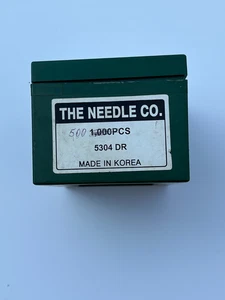 THE NEEDLE CO.
500 1,000PCS
5304 DR
MADE IN KOREA